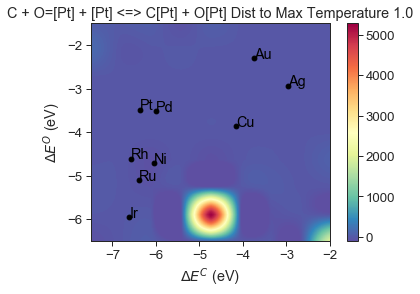 C + O=[Pt] + [Pt] <=> C[Pt] + O[Pt] Dist to Max Temperature 1.0
−2
−3
−4
−5
−6
ΔE^O (eV)
Au
Ag
Pt
Pd
Cu
Rh
Ni
Ru
Ir
−7
−6
−5
−4
−3
−2
ΔE^C (eV)
5000
4000
3000
2000
1000
0